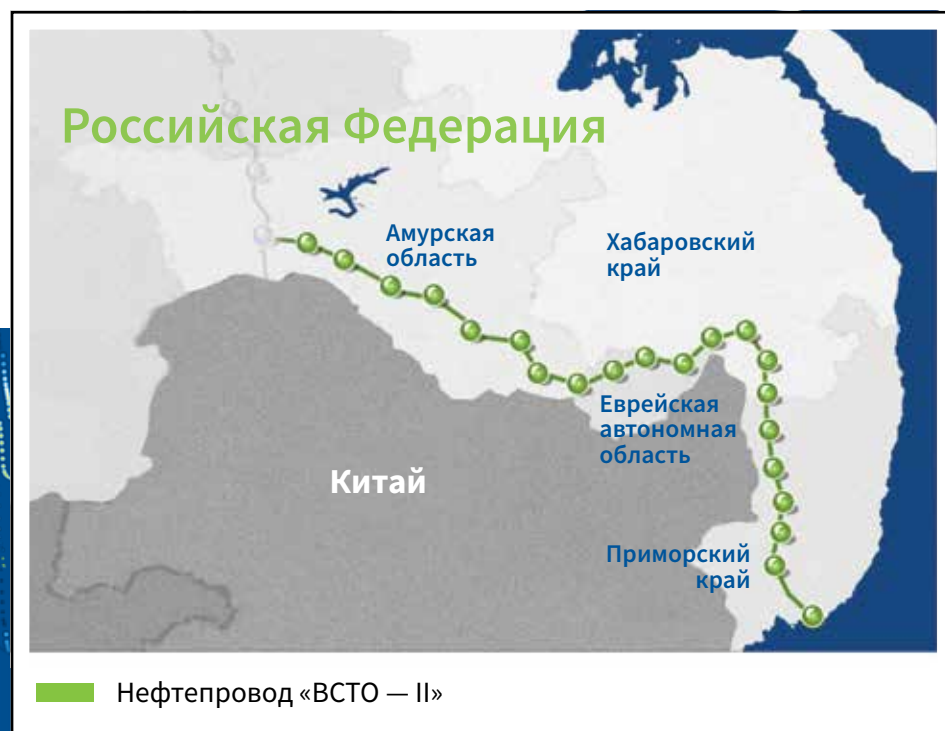 Российская Федерация
Амурская
область
Хабаровский
край
Еврейская
автономная
область
Китай
Приморский
край
Нефтепровод «ВСТО — II»